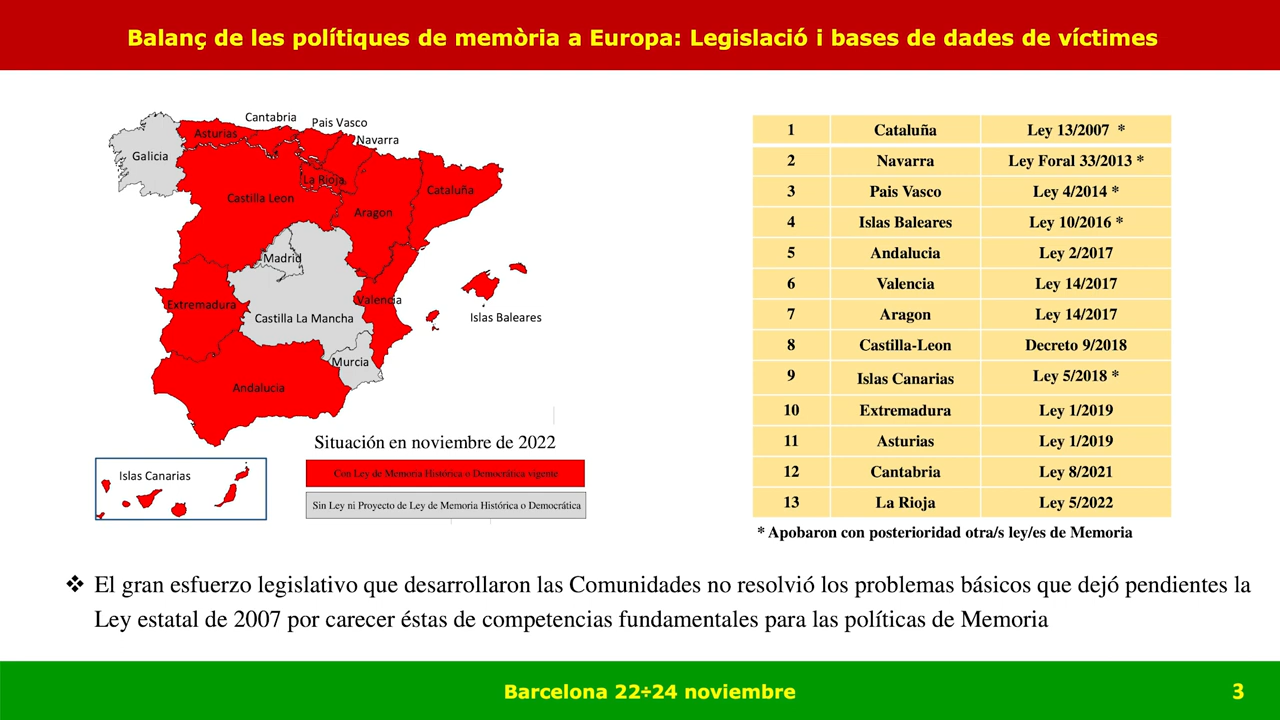 Balanç de les polítiques de memòria a Europa: Legislació i bases de dades de víctimes
Cantabria
Pais Vasco
Asturias
Navarra
Galicia
La Rioja
Cataluña
Castilla Leon
Aragon
Madrid
Valencia
Extremadura
Castilla La Mancha
Islas Baleares
Murcia
Andalucia
Situación en noviembre de 2022
Islas Canarias
Con Ley de Memoria Histórica o Democrática vigente
Sin Ley ni Proyecto de Ley de Memoria Histórica o Democrática
1 Cataluña Ley 13/2007 *
2 Navarra Ley Foral 33/2013 *
3 Pais Vasco Ley 4/2014 *
4 Islas Baleares Ley 10/2016 *
5 Andalucia Ley 2/2017
6 Valencia Ley 14/2017
7 Aragon Ley 14/2017
8 Castilla-Leon Decreto 9/2018
9 Islas Canarias Ley 5/2018 *
10 Extremadura Ley 1/2019
11 Asturias Ley 1/2019
12 Cantabria Ley 8/2021
13 La Rioja Ley 5/2022
* Apobaron con posterioridad otra/s ley/es de Memoria
❖ El gran esfuerzo legislativo que desarrollaron las Comunidades no resolvió los problemas básicos que dejó pendientes la
Ley estatal de 2007 por carecer éstas de competencias fundamentales para las políticas de Memoria
Barcelona 22÷24 noviembre
3